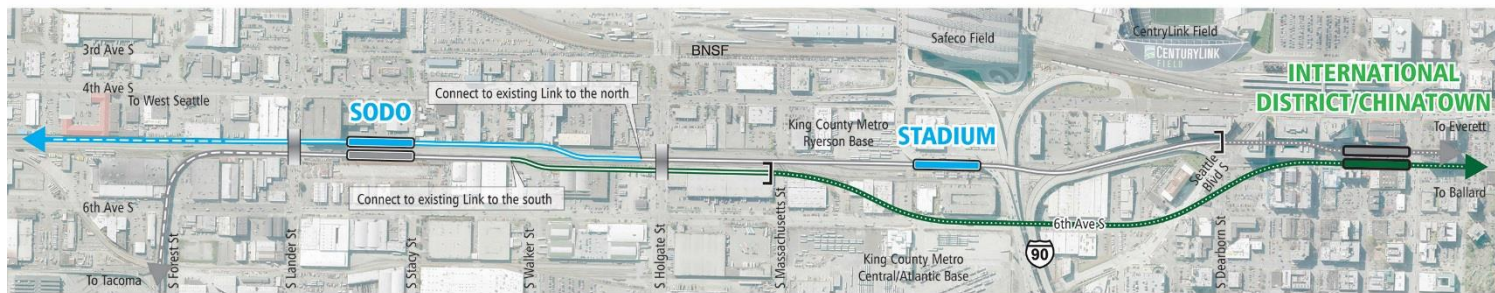 3rd Ave S
4th Ave S
To West Seattle
6th Ave S
To Tacoma
S Forest St
S Lander St
SODO
S Stacy St
Connect to existing Link to the north
Connect to existing Link to the south
S Walker St
S Holgate St
BNSF
S Massachusetts St
King County Metro
Ryerson Base
STADIUM
Safeco Field
King County Metro
Central/Atlantic Base
90
6th Ave S
CentryLink Field
CENTURYLINK
FIELD
Seattle
Blvd S
S Dearborn St
INTERNATIONAL
DISTRICT/CHINATOWN
To Everett
To Ballard